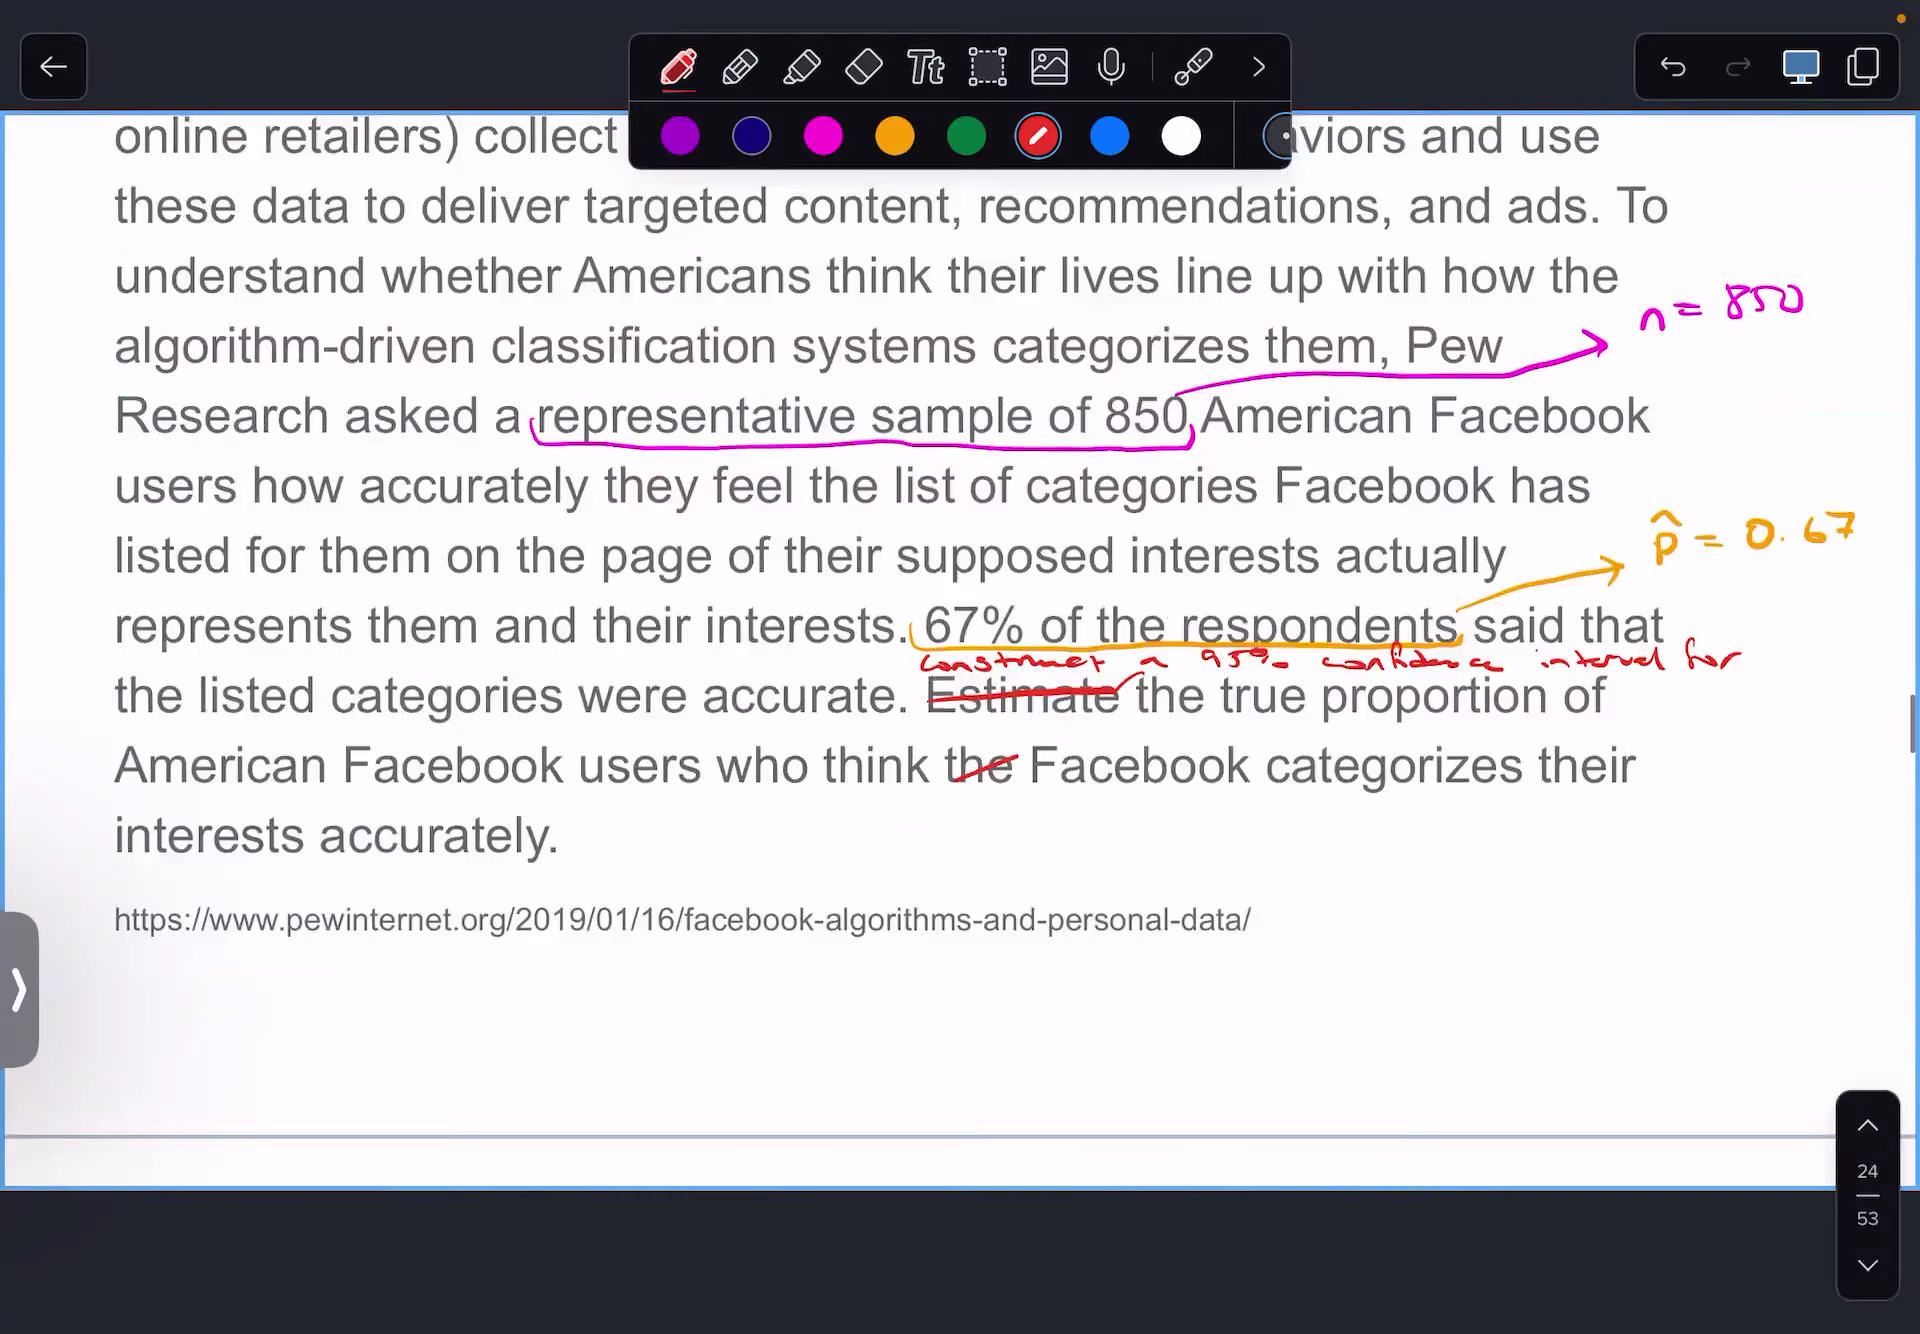 Tt
online retailers) collect
aviors and use
these data to deliver targeted content, recommendations, and ads. To
understand whether Americans think their lives line up with how the
n = 850
algorithm-driven classification systems categorizes them, Pew
Research asked a representative sample of 850 American Facebook
users how accurately they feel the list of categories Facebook has
p̂ = 0.67
listed for them on the page of their supposed interests actually
represents them and their interests. 67% of the respondents said that
construct a 95% confidence interval for
the listed categories were accurate. Estimate the true proportion of
American Facebook users who think the Facebook categorizes their
interests accurately.
https://www.pewinternet.org/2019/01/16/facebook-algorithms-and-personal-data/
24
53